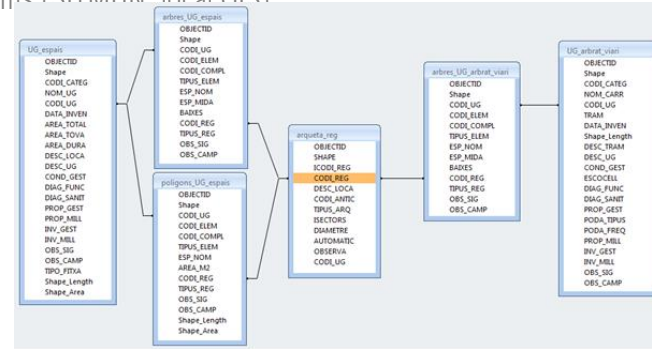 UG_espais
OBJECTID
Shape
CODI_CATEG
NOM_UG
CODI_UG
DATA_INVEN
AREA_TOTAL
AREA_TOVA
AREA_DURA
DESC_LOCA
DESC_UG
COND_GEST
DIAG_FUNC
DIAG_SANIT
PROP_GEST
PROP_MILL
INV_GEST
INV_MILL
OBS_SIG
OBS_CAMP
TIPO_FITXA
Shape_Length
Shape_Area
arbres_UG_espais
OBJECTID
Shape
CODI_UG
CODI_ELEM
CODI_COMPL
TIPUS_ELEM
ESP_NOM
ESP_MIDA
BAIXES
CODI_REG
TIPUS_REG
OBS_SIG
OBS_CAMP
poligons_UG_espais
OBJECTID
Shape
CODI_UG
CODI_ELEM
CODI_COMPL
TIPUS_ELEM
ESP_NOM
AREA_M2
CODI_REG
TIPUS_REG
OBS_SIG
OBS_CAMP
Shape_Length
Shape_Area
arqueta_reg
OBJECTID
SHAPE
ICODI_REG
CODI_REG
DESC_LOCA
CODI_ANTIC
TIPUS_ARQ
ISECTORS
DIAMETRE
AUTOMATIC
OBSERVA
CODI_UG
arbres_UG_arbrat_viari
OBJECTID
Shape
CODI_UG
CODI_ELEM
CODI_COMPL
TIPUS_ELEM
ESP_NOM
ESP_MIDA
BAIXES
CODI_REG
TIPUS_REG
OBS_SIG
OBS_CAMP
UG_arbrat_viari
OBJECTID
Shape
CODI_CATEG
NOM_CARR
CODI_UG
TRAM
DATA_INVEN
Shape_Length
DESC_TRAM
DESC_UG
COND_GEST
ESCOCELL
DIAG_FUNC
DIAG_SANIT
PROP_GEST
PODA_TIPUS
PODA_FREQ
PROP_MILL
INV_GEST
INV_MILL
OBS_SIG
OBS_CAMP